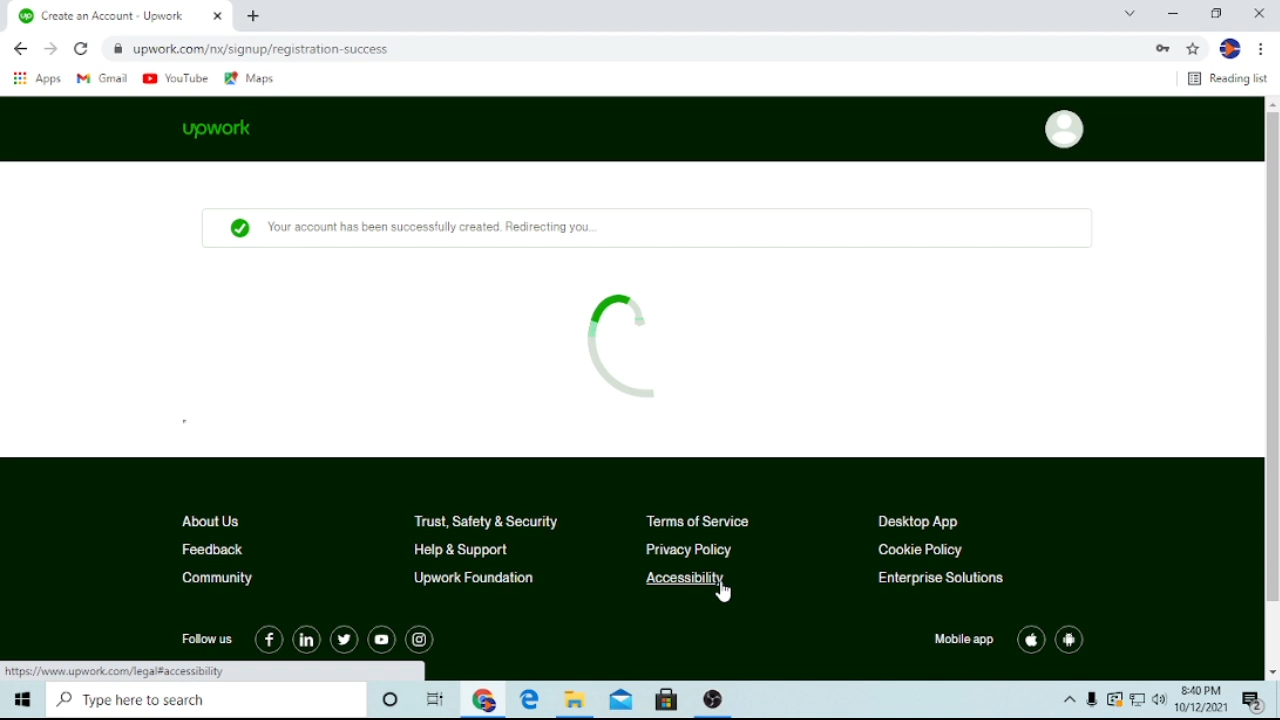 up Create an Account - Upwork
upwork.com/nx/signup/registration-success
Apps Gmail YouTube Maps Reading list
upwork
Your account has been successfully created. Redirecting you...
About Us Trust, Safety & Security Terms of Service Desktop App
Feedback Help & Support Privacy Policy Cookie Policy
Community Upwork Foundation Accessibility Enterprise Solutions
Follow us f in Mobile app
https://www.upwork.com/legal#accessibility
Type here to search
8:40 PM
10/12/2021
2